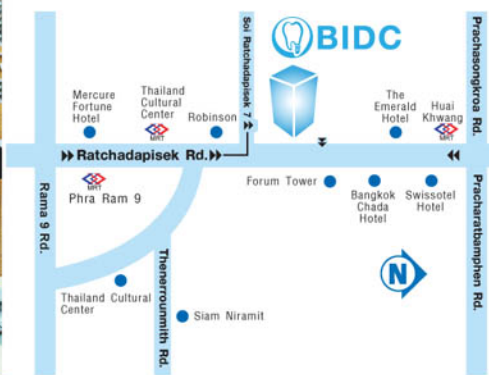 BIDC
Soi Ratchadapisek 7
Prachasongkroa Rd.
Mercure
Fortune
Hotel
Thailand
Cultural
Center
MRT
Robinson
The
Emerald
Hotel
Huai
Khwang
MRT
Ratchadapisek Rd.
MRT
Phra Ram 9
Forum Tower
Bangkok
Chada
Hotel
Swissotel
Hotel
Rama 9 Rd.
Pracharatbamphen Rd.
Thailand Cultural
Center
Thenerrounmith Rd.
Siam Niramit
N